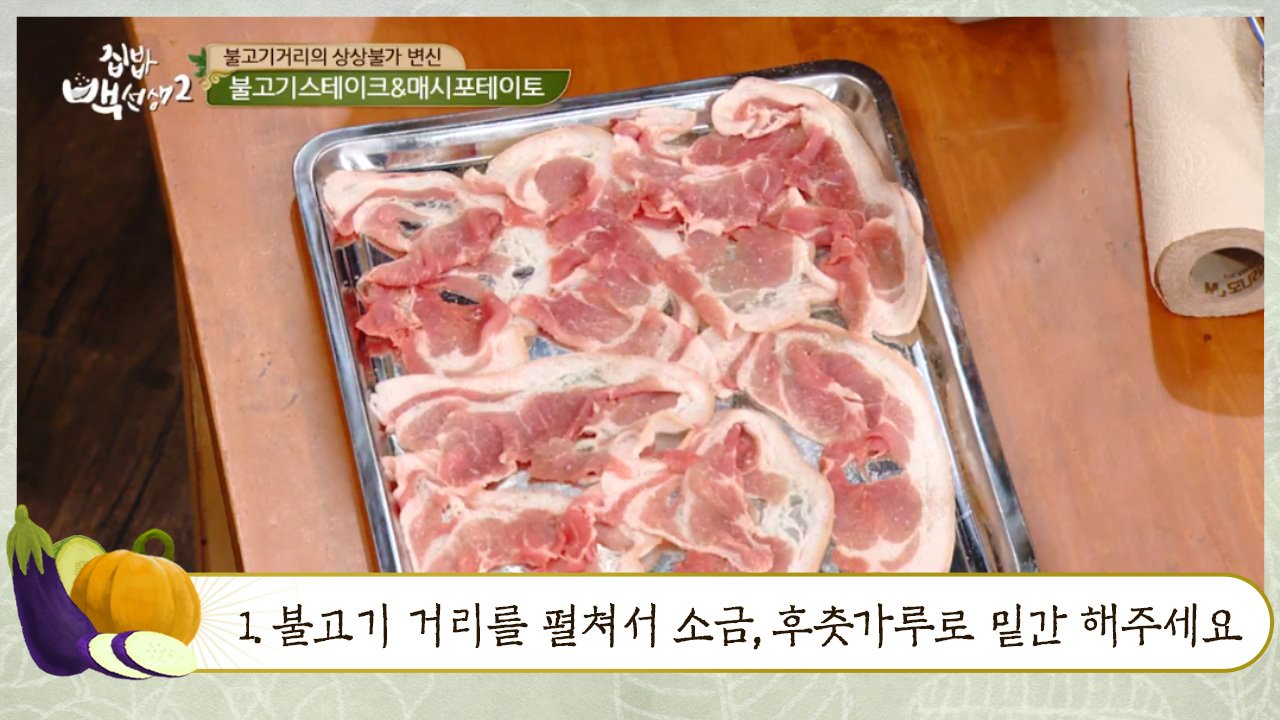 집밥
백선생2
불고기거리의 상상불가 변신
불고기스테이크&매시포테이토
1. 불고기 거리를 펼쳐서 소금, 후춧가루로 밑간 해주세요